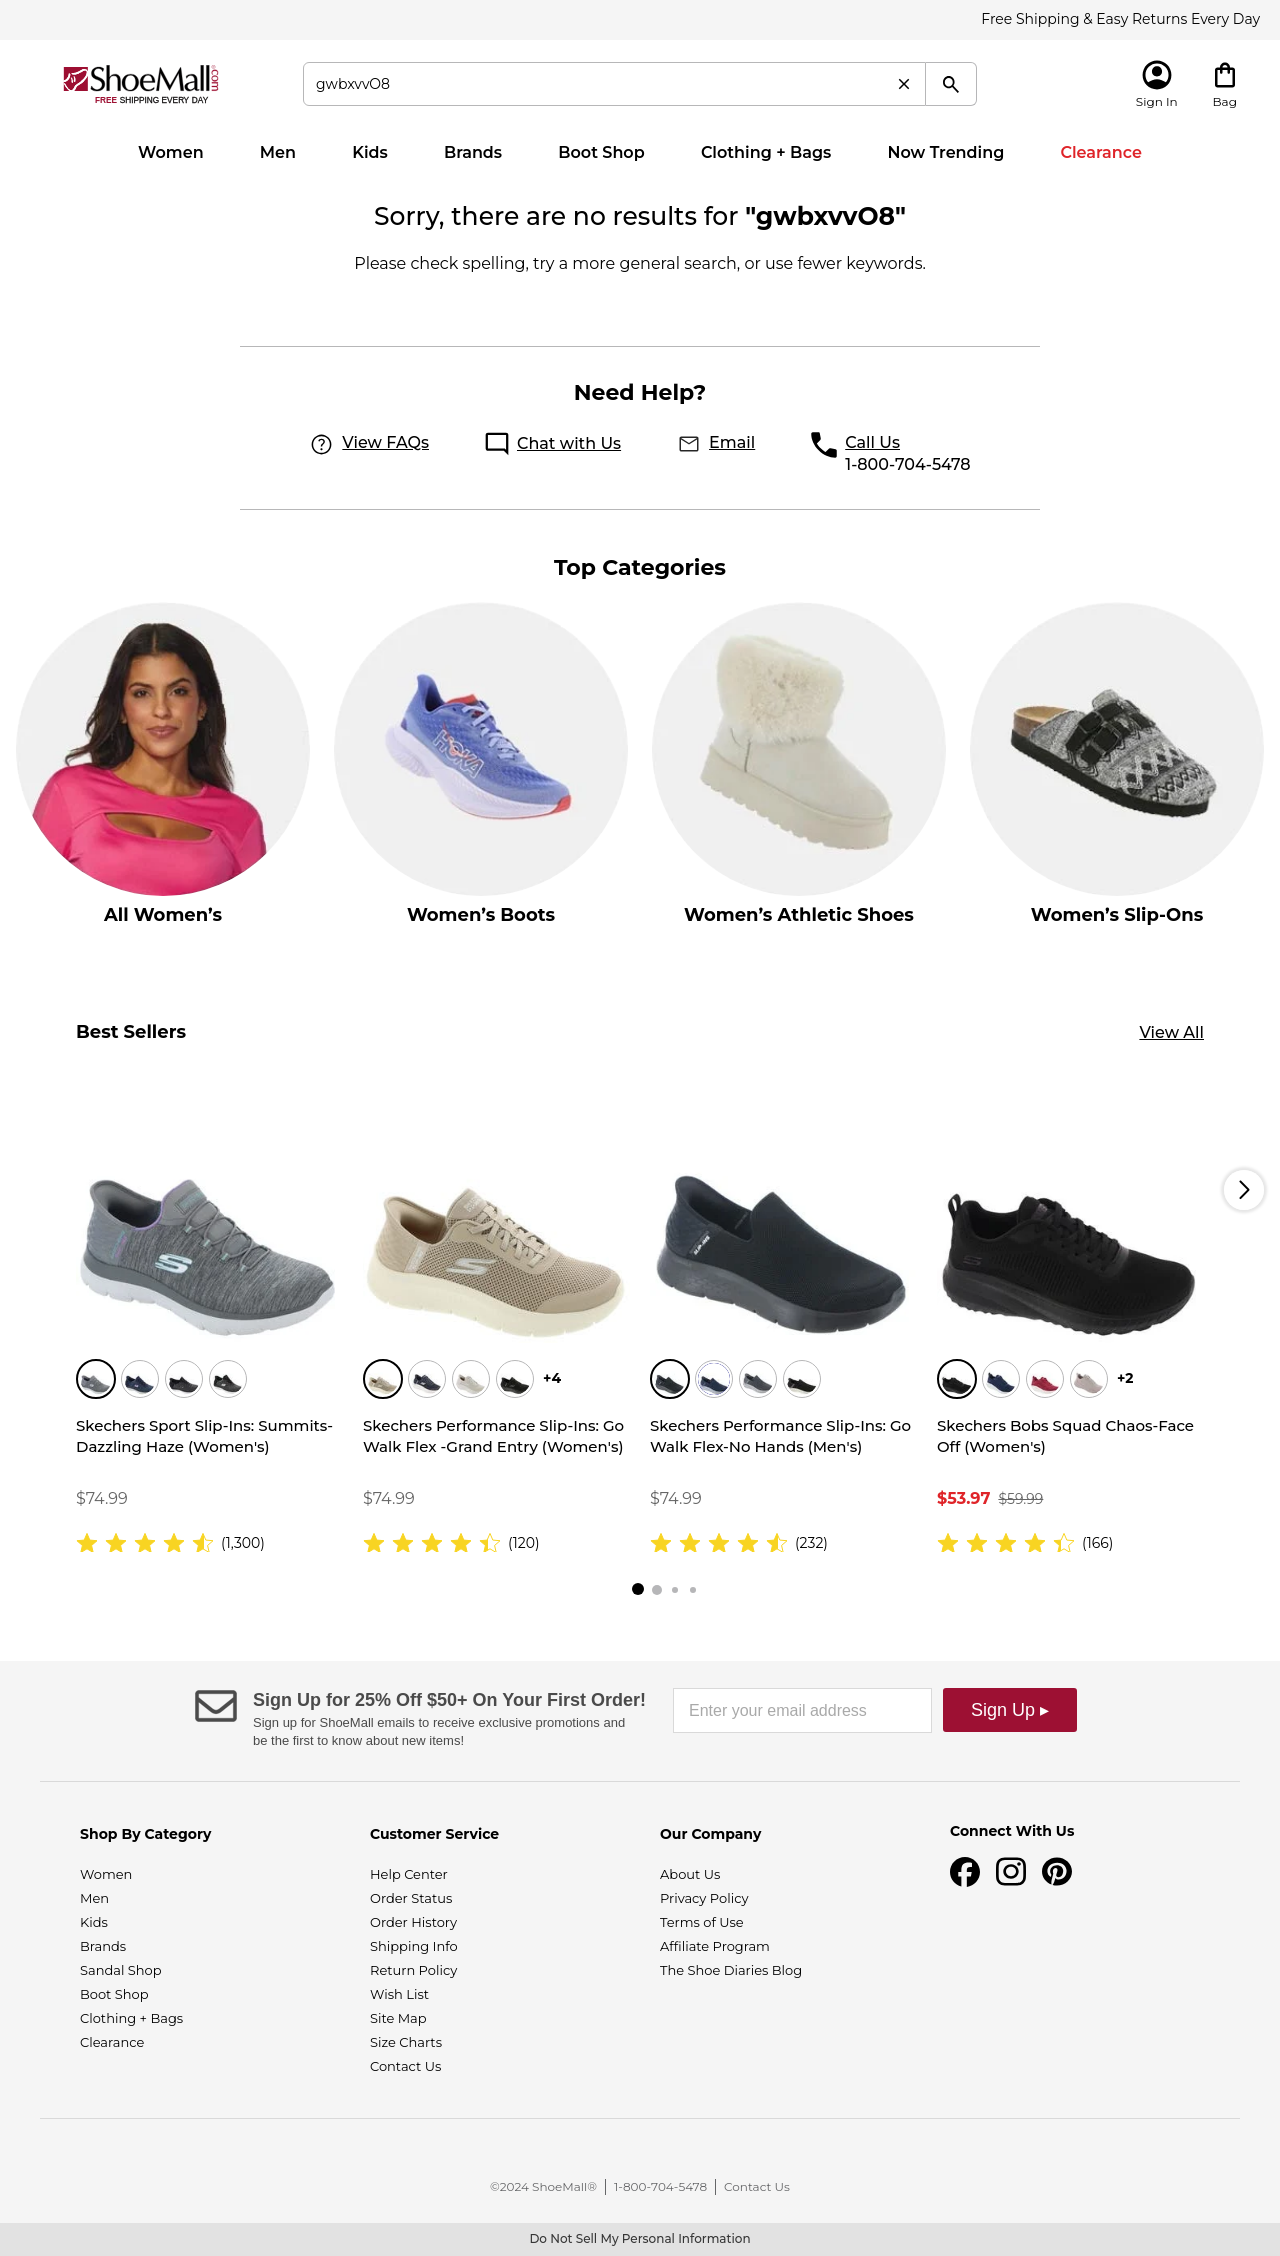 Free Shipping & Easy Returns Every Day
ShoeMall.com
FREE SHIPPING EVERY DAY
gwbxvvO8
Sign In
Bag
Women Men Kids Brands Boot Shop Clothing + Bags Now Trending Clearance
Sorry, there are no results for "gwbxvvO8"
Please check spelling, try a more general search, or use fewer keywords.
Need Help?
View FAQs Chat with Us Email Call Us
1-800-704-5478
Top Categories
HOKA
All Women’s Women’s Boots Women’s Athletic Shoes Women’s Slip-Ons
Best Sellers View All
+4 +2
Skechers Sport Slip-Ins: Summits-
Dazzling Haze (Women's)
$74.99
(1,300)
Skechers Performance Slip-Ins: Go
Walk Flex -Grand Entry (Women's)
$74.99
(120)
SLIP-INS
Skechers Performance Slip-Ins: Go
Walk Flex-No Hands (Men's)
$74.99
(232)
Skechers Bobs Squad Chaos-Face
Off (Women's)
$53.97 $59.99
(166)
Sign Up for 25% Off $50+ On Your First Order!
Sign up for ShoeMall emails to receive exclusive promotions and
be the first to know about new items!
Enter your email address
Sign Up ▸
Shop By Category
Women
Men
Kids
Brands
Sandal Shop
Boot Shop
Clothing + Bags
Clearance
Customer Service
Help Center
Order Status
Order History
Shipping Info
Return Policy
Wish List
Site Map
Size Charts
Contact Us
Our Company
About Us
Privacy Policy
Terms of Use
Affiliate Program
The Shoe Diaries Blog
Connect With Us
©2024 ShoeMall® | 1-800-704-5478 | Contact Us
Do Not Sell My Personal Information